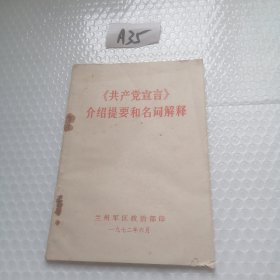 A35
《共产党宣言》
介绍提要和名词解释
兰州军区政治部印
一九七二年六月